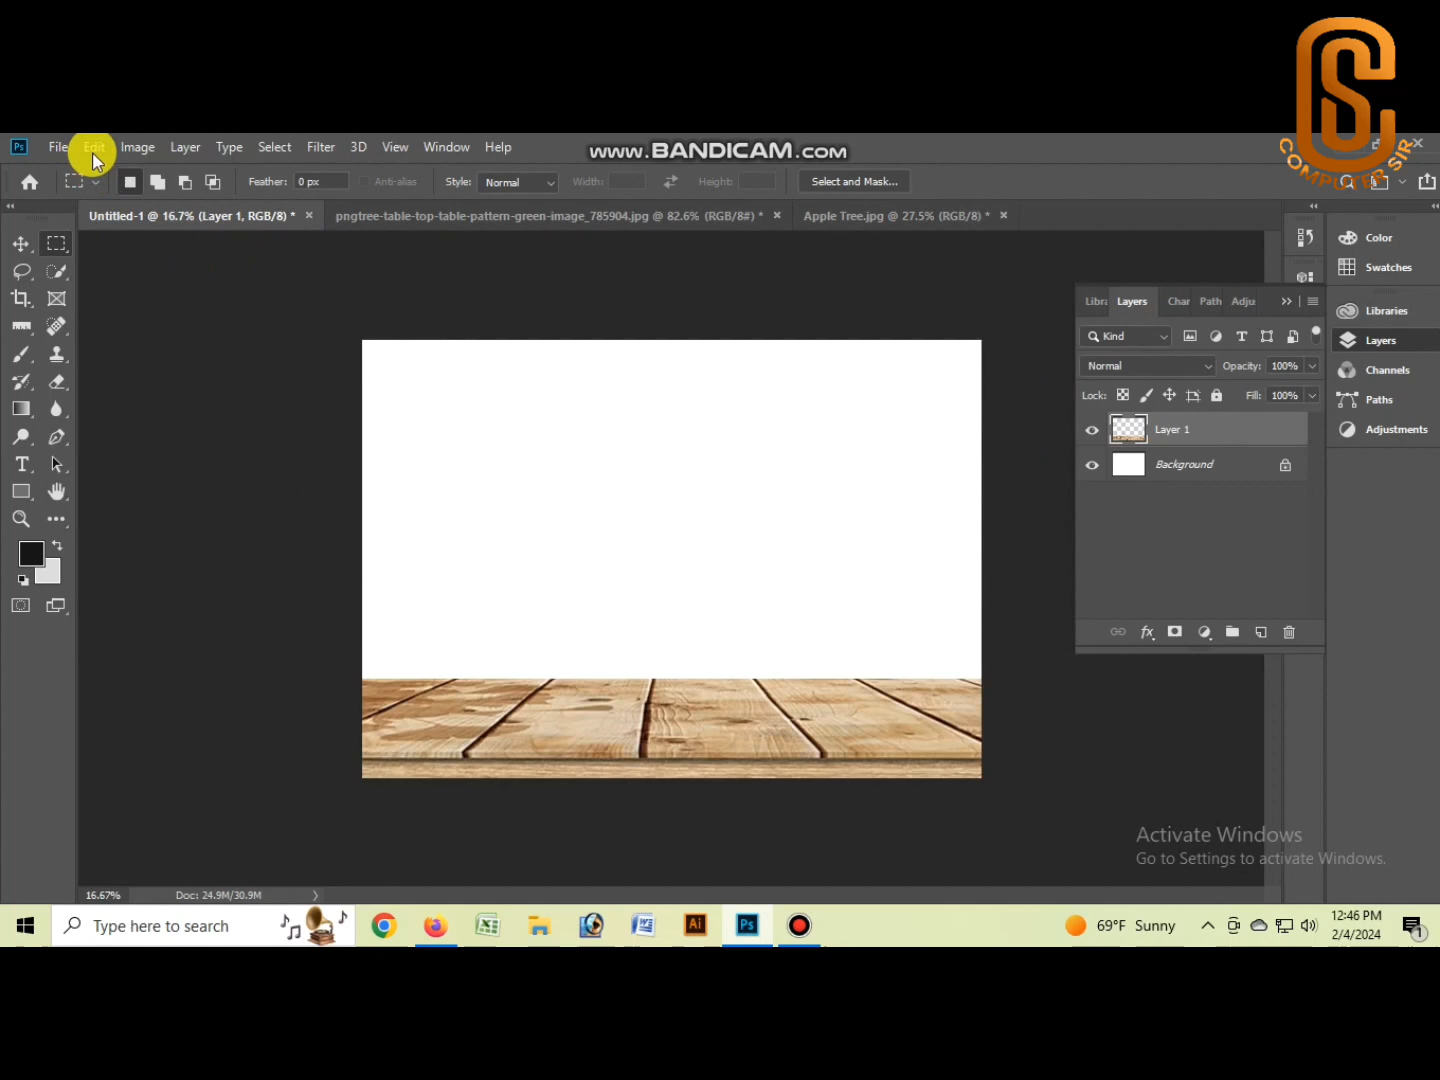 COMPUTER SIR
File Edit Image Layer Type Select Filter 3D View Window Help
www.BANDICAM.com
Feather: 0 px Anti-alias Style: Normal Width: Height: Select and Mask...
Untitled-1 @ 16.7% (Layer 1, RGB/8) * × pngtree-table-top-table-pattern-green-image_785904.jpg @ 82.6% (RGB/8#) * × Apple Tree.jpg @ 27.5% (RGB/8) * ×
Color
Swatches
Libraries
Layers
Channels
Paths
Adjustments
Libra Layers Char Path Adju
Kind
Normal Opacity: 100%
Lock: Fill: 100%
Layer 1
Background
Activate Windows
Go to Settings to activate Windows.
16.67% Doc: 24.9M/30.9M
Type here to search
69°F Sunny
12:46 PM
2/4/2024
1